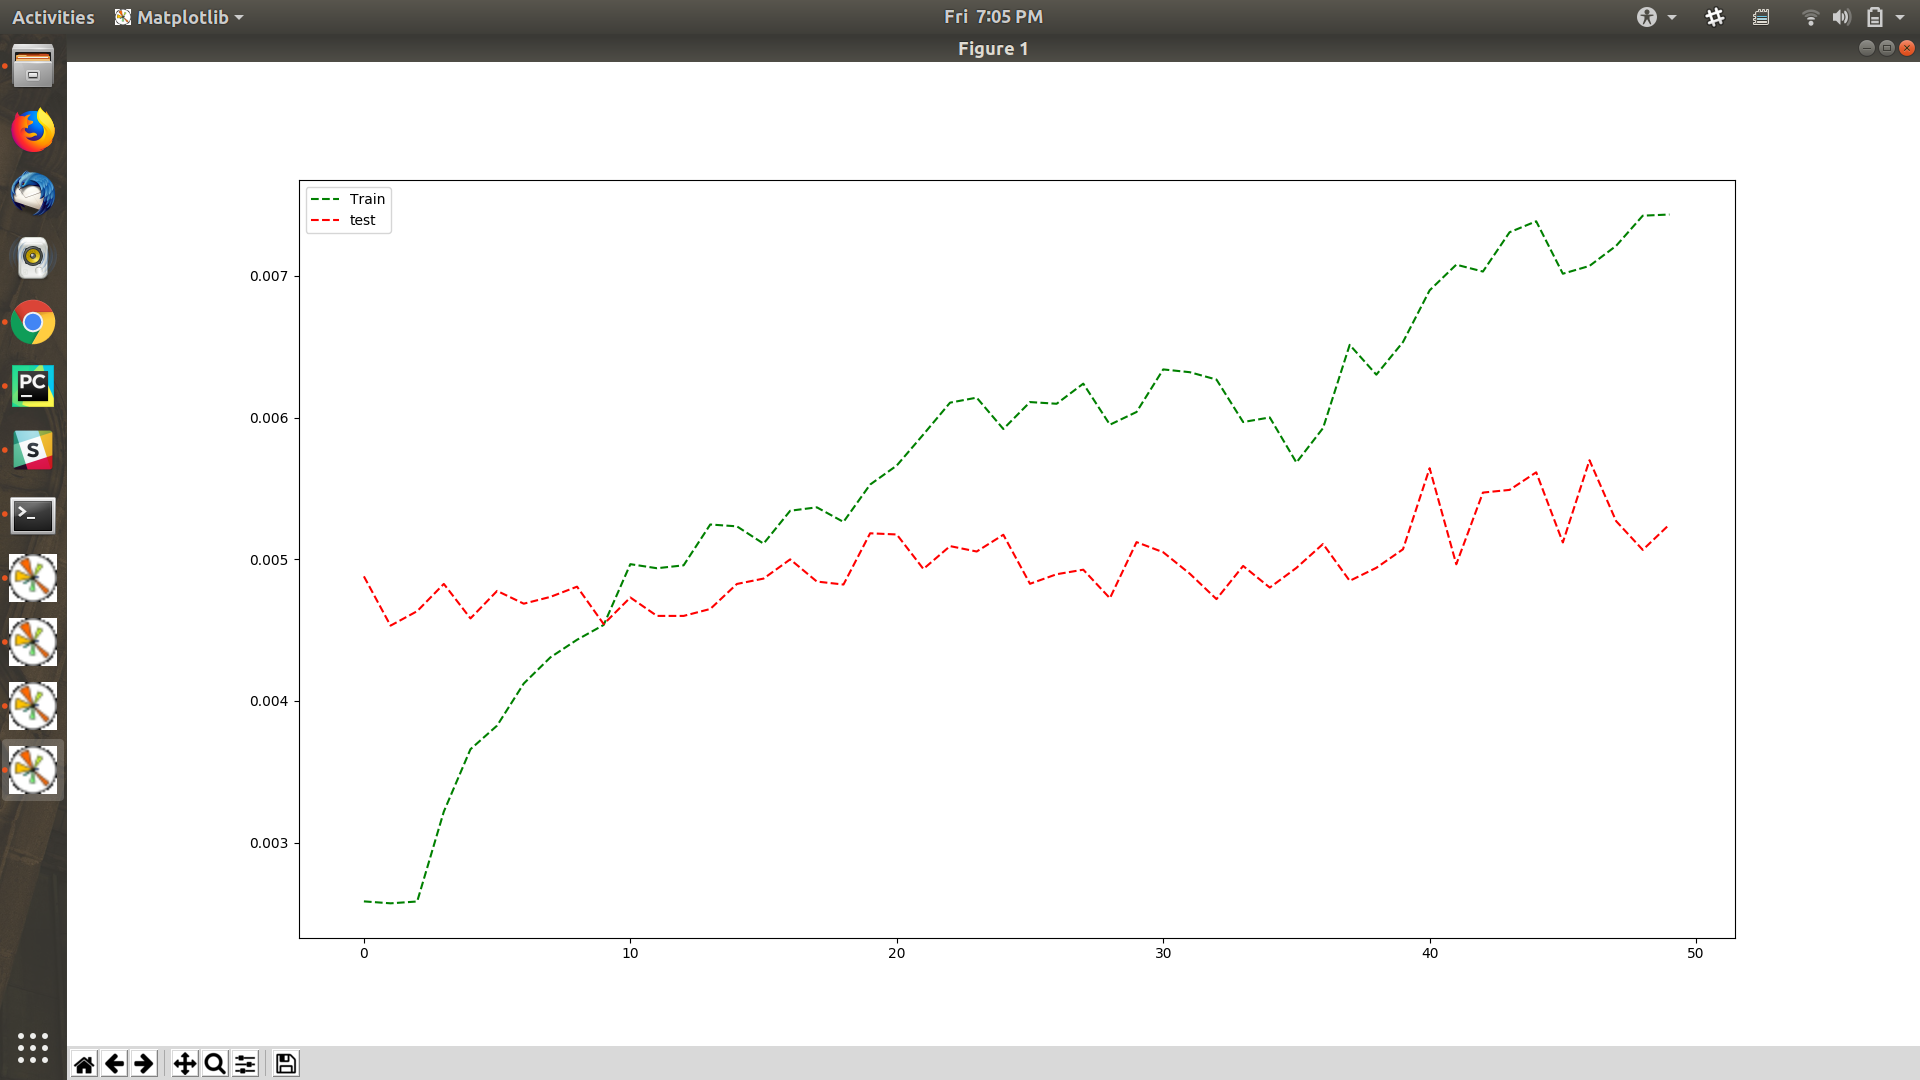 Activities Matplotlib Fri 7:05 PM
Figure 1
PC
S
>_
Train
test
0.007
0.006
0.005
0.004
0.003
0 10 20 30 40 50